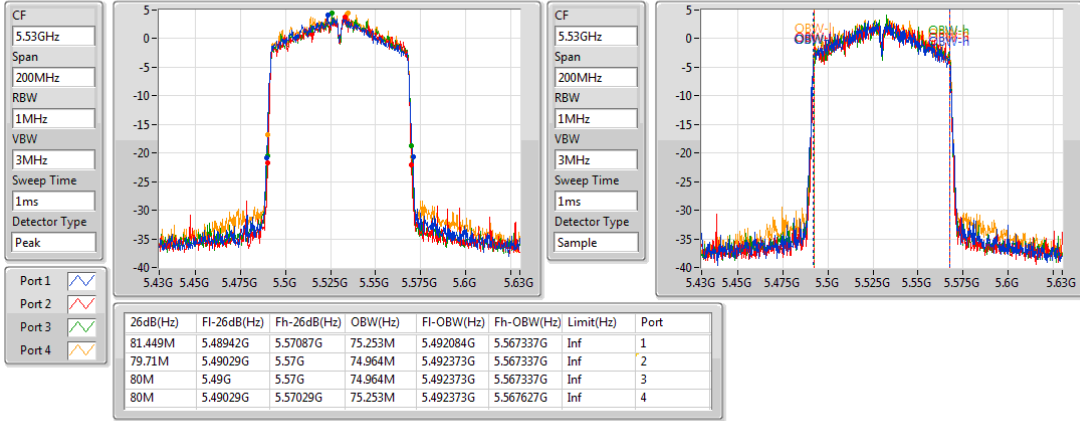 CF
5.53GHz
Span
200MHz
RBW
1MHz
VBW
3MHz
Sweep Time
1ms
Detector Type
Peak
5
0
-5
-10
-15
-20
-25
-30
-35
-40
5.43G 5.45G 5.475G 5.5G 5.525G 5.55G 5.575G 5.6G 5.63G
CF
5.53GHz
Span
200MHz
RBW
1MHz
VBW
3MHz
Sweep Time
1ms
Detector Type
Sample
5
0
-5
-10
-15
-20
-25
-30
-35
-40
OBW-h
OBW-h
5.43G 5.45G 5.475G 5.5G 5.525G 5.55G 5.575G 5.6G 5.63G
Port 1
Port 2
Port 3
Port 4
26dB(Hz) Fl-26dB(Hz) Fh-26dB(Hz) OBW(Hz) Fl-OBW(Hz) Fh-OBW(Hz) Limit(Hz) Port
81.449M 5.48942G 5.57087G 75.253M 5.492084G 5.567337G Inf 1
79.71M 5.49029G 5.57G 74.964M 5.492373G 5.567337G Inf 2
80M 5.49G 5.57G 74.964M 5.492373G 5.567337G Inf 3
80M 5.49029G 5.57029G 75.253M 5.492373G 5.567627G Inf 4